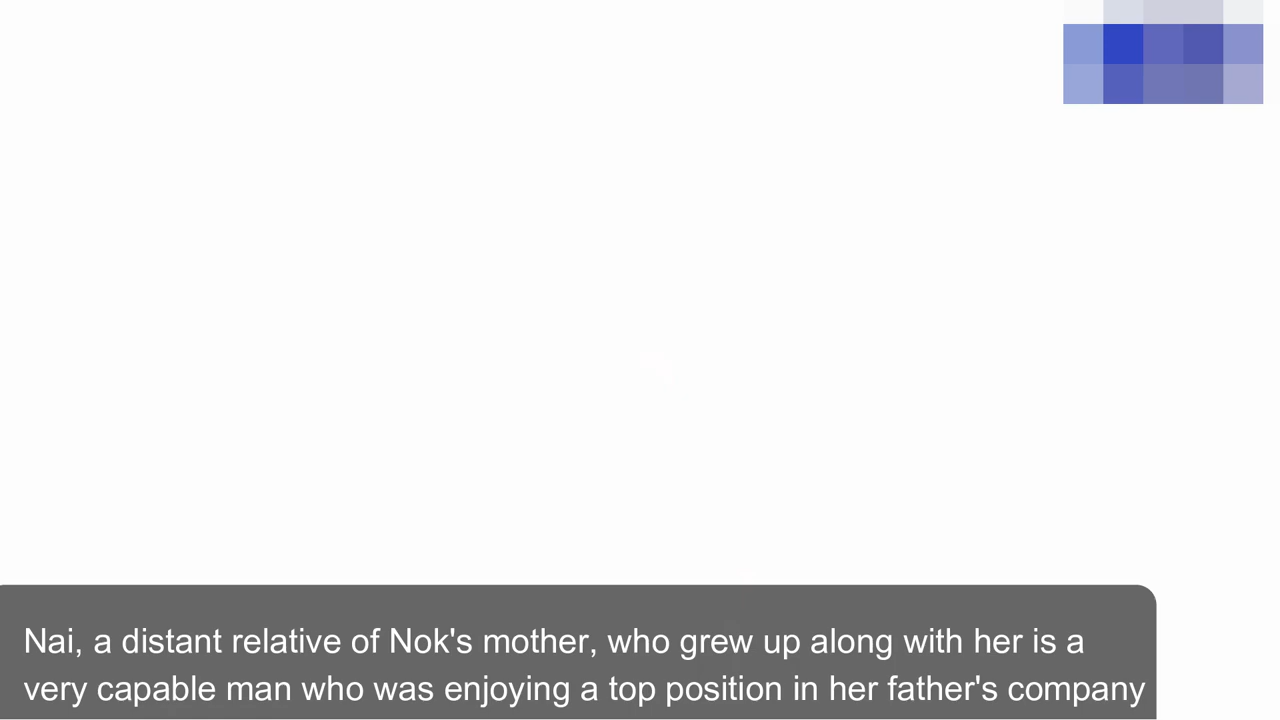 Nai, a distant relative of Nok's mother, who grew up along with her is a
very capable man who was enjoying a top position in her father's company